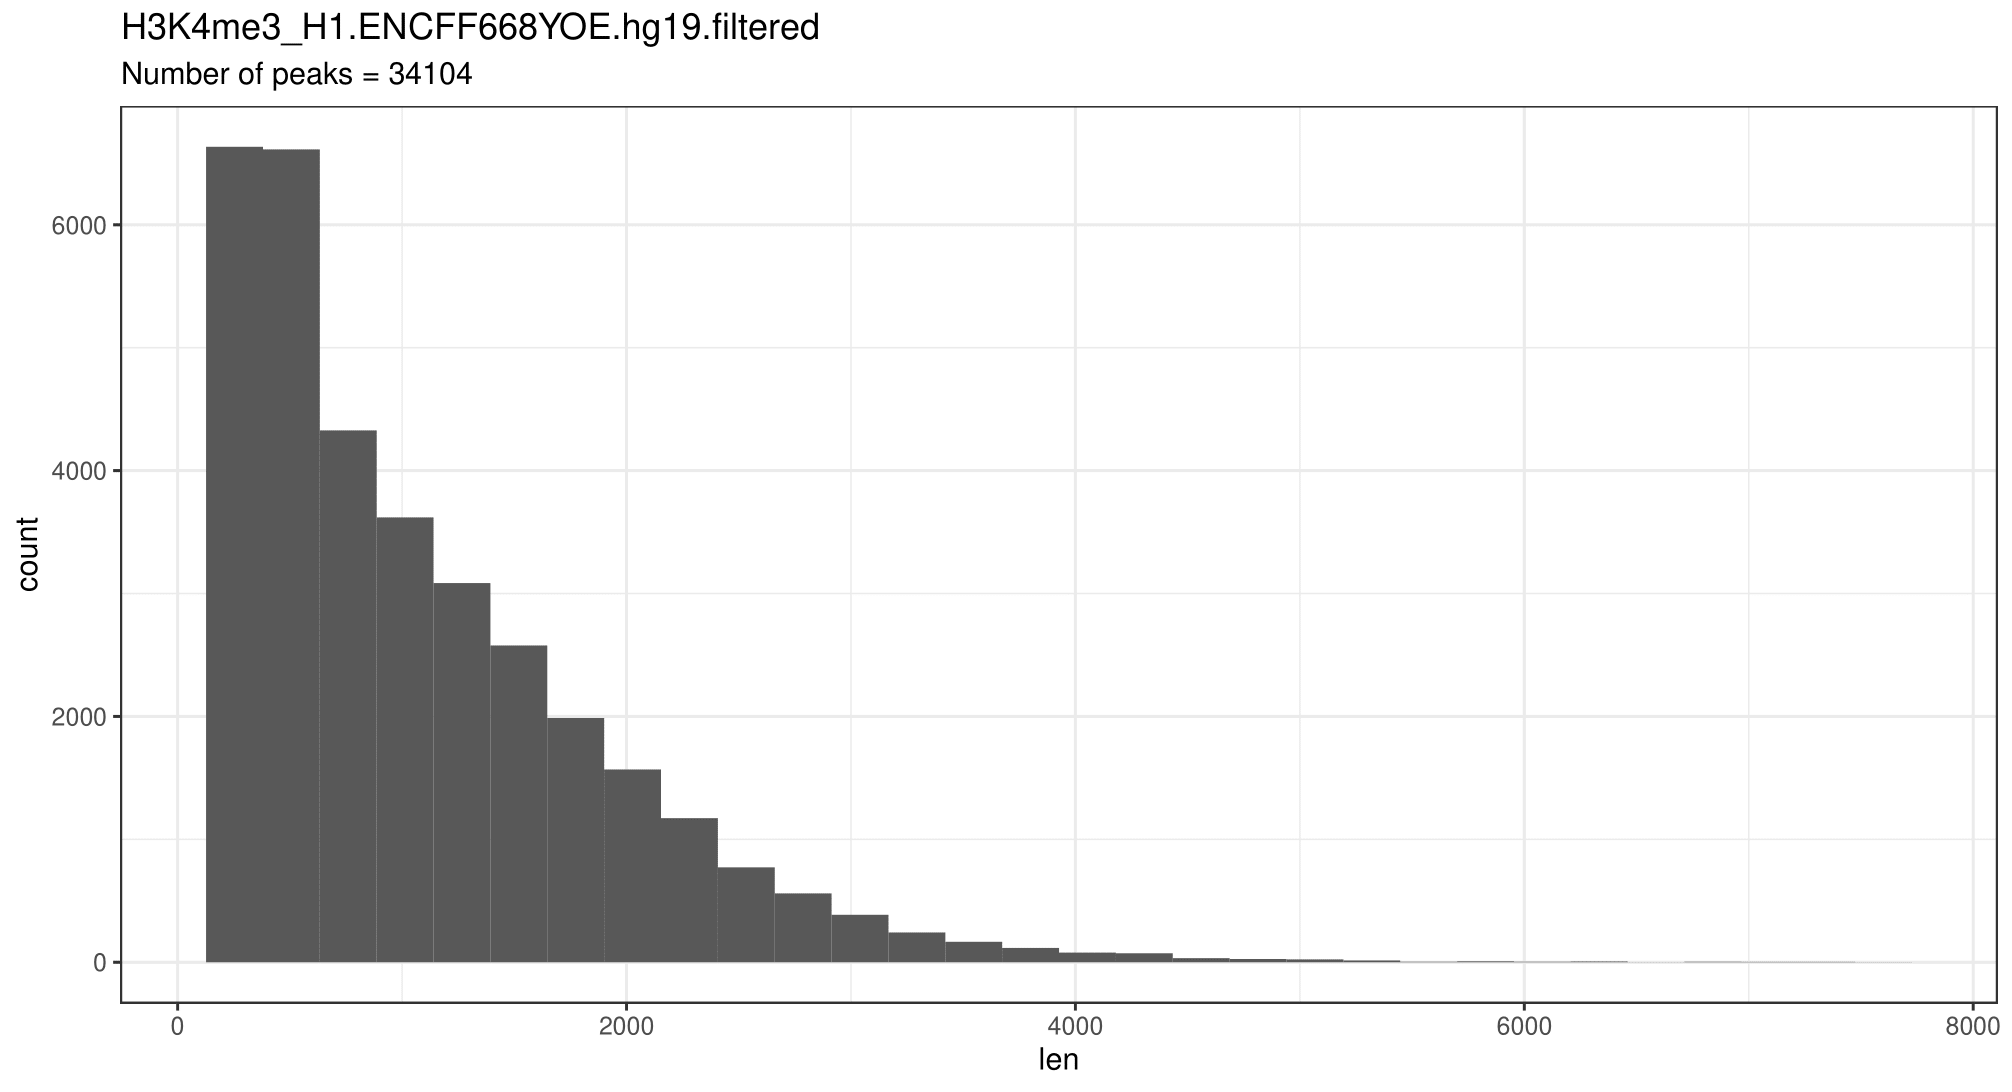 H3K4me3_H1.ENCFF668YOE.hg19.filtered
Number of peaks = 34104
6000
4000
2000
0
count
0 2000 4000 6000 8000
len